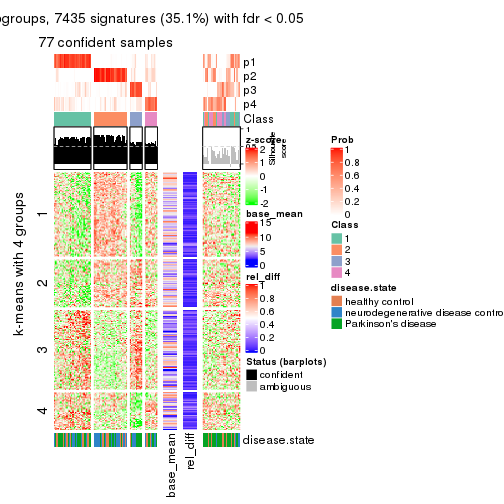 ogroups, 7435 signatures (35.1%) with fdr < 0.05
77 confident samples
p1
p2
p3
p4
Class
1
0.5
Silhouette
score
z-score
2
1
0
-1
-2
base_mean
15
10
5
0
rel_diff
1
0.8
0.6
0.4
0.2
0
Status (barplots)
confident
ambiguous
Prob
1
0.8
0.6
0.4
0.2
0
Class
1
2
3
4
disease.state
healthy control
neurodegenerative disease contro
Parkinson's disease
k-means with 4 groups
1
2
3
4
disease.state
base_mean
rel_diff